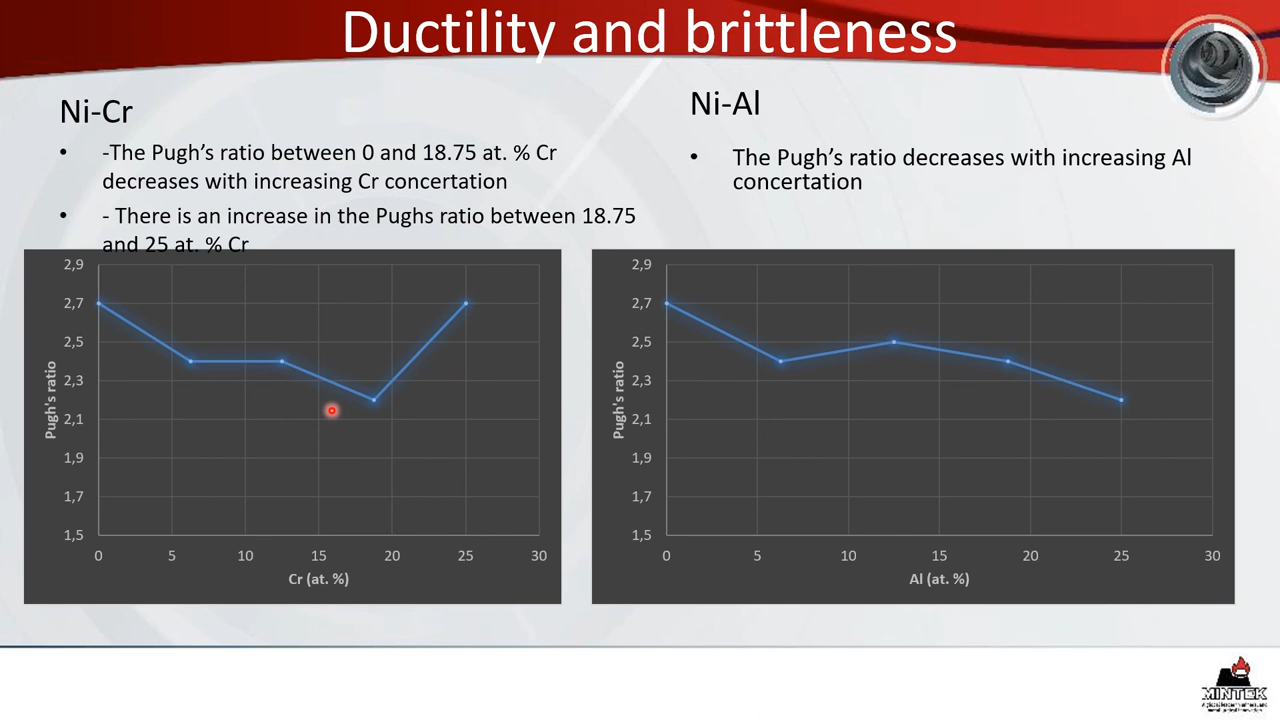 Ductility and brittleness
Ni-Cr
• -The Pugh’s ratio between 0 and 18.75 at. % Cr
decreases with increasing Cr concertation
• - There is an increase in the Pughs ratio between 18.75
and 25 at. % Cr
Ni-Al
• The Pugh’s ratio decreases with increasing Al
concertation
2,9
2,7
2,5
2,3
2,1
1,9
1,7
1,5
Pugh's ratio
0 5 10 15 20 25 30
Cr (at. %)
2,9
2,7
2,5
2,3
2,1
1,9
1,7
1,5
Pugh's ratio
0 5 10 15 20 25 30
Al (at. %)
MINTEK